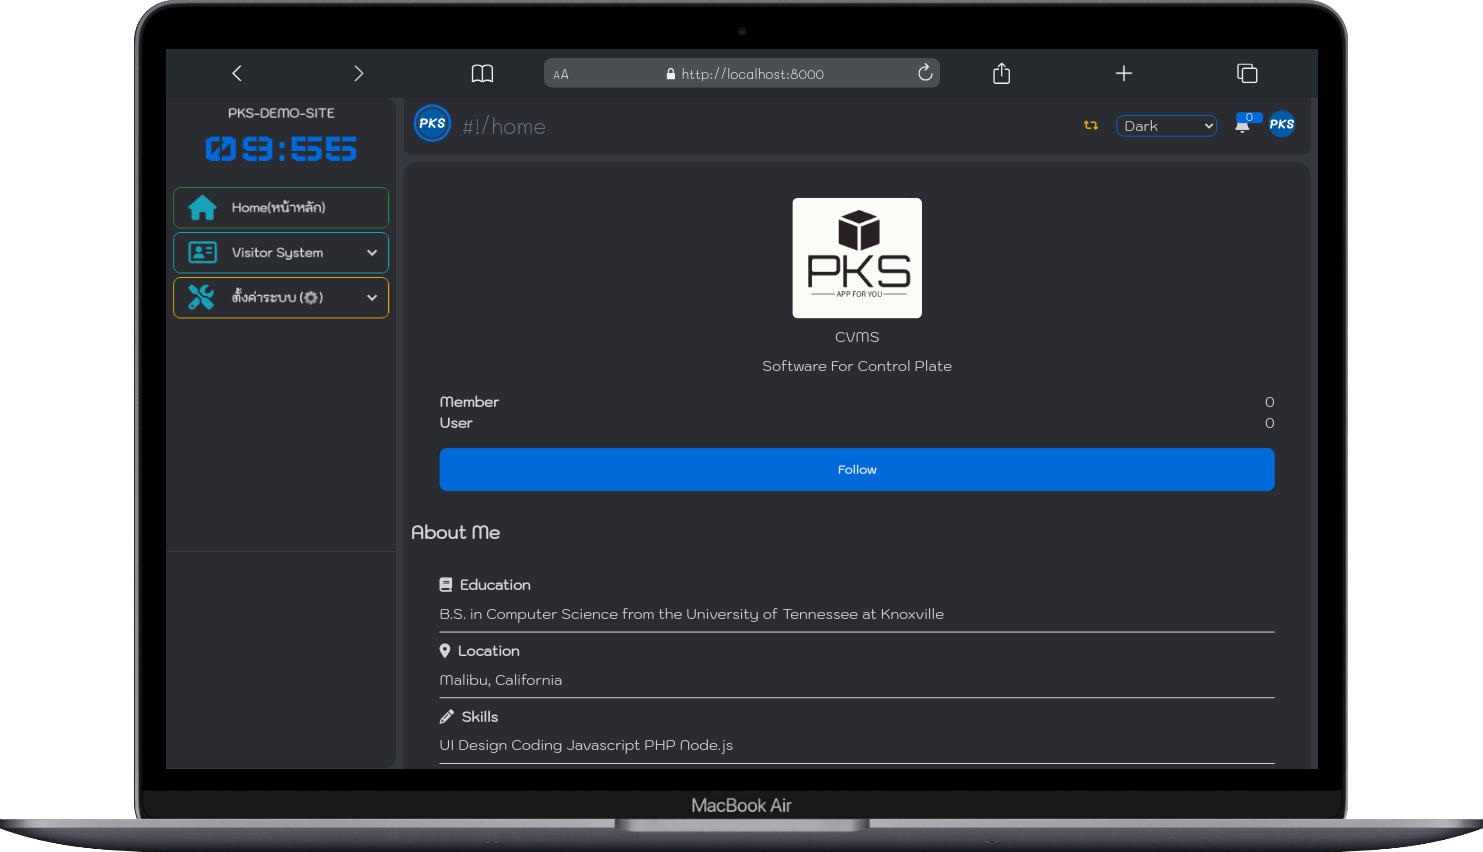 AA
http://localhost:8000
PKS-DEMO-SITE
09:55
Home(หน้าหลัก)
Visitor System
ตั้งค่าระบบ (⚙)
PKS
#!/home
Dark
0
PKS
PKS
APP FOR YOU
CVMS
Software For Control Plate
Member 0
User 0
Follow
About Me
Education
B.S. in Computer Science from the University of Tennessee at Knoxville
Location
Malibu, California
Skills
UI Design Coding Javascript PHP Node.js
MacBook Air